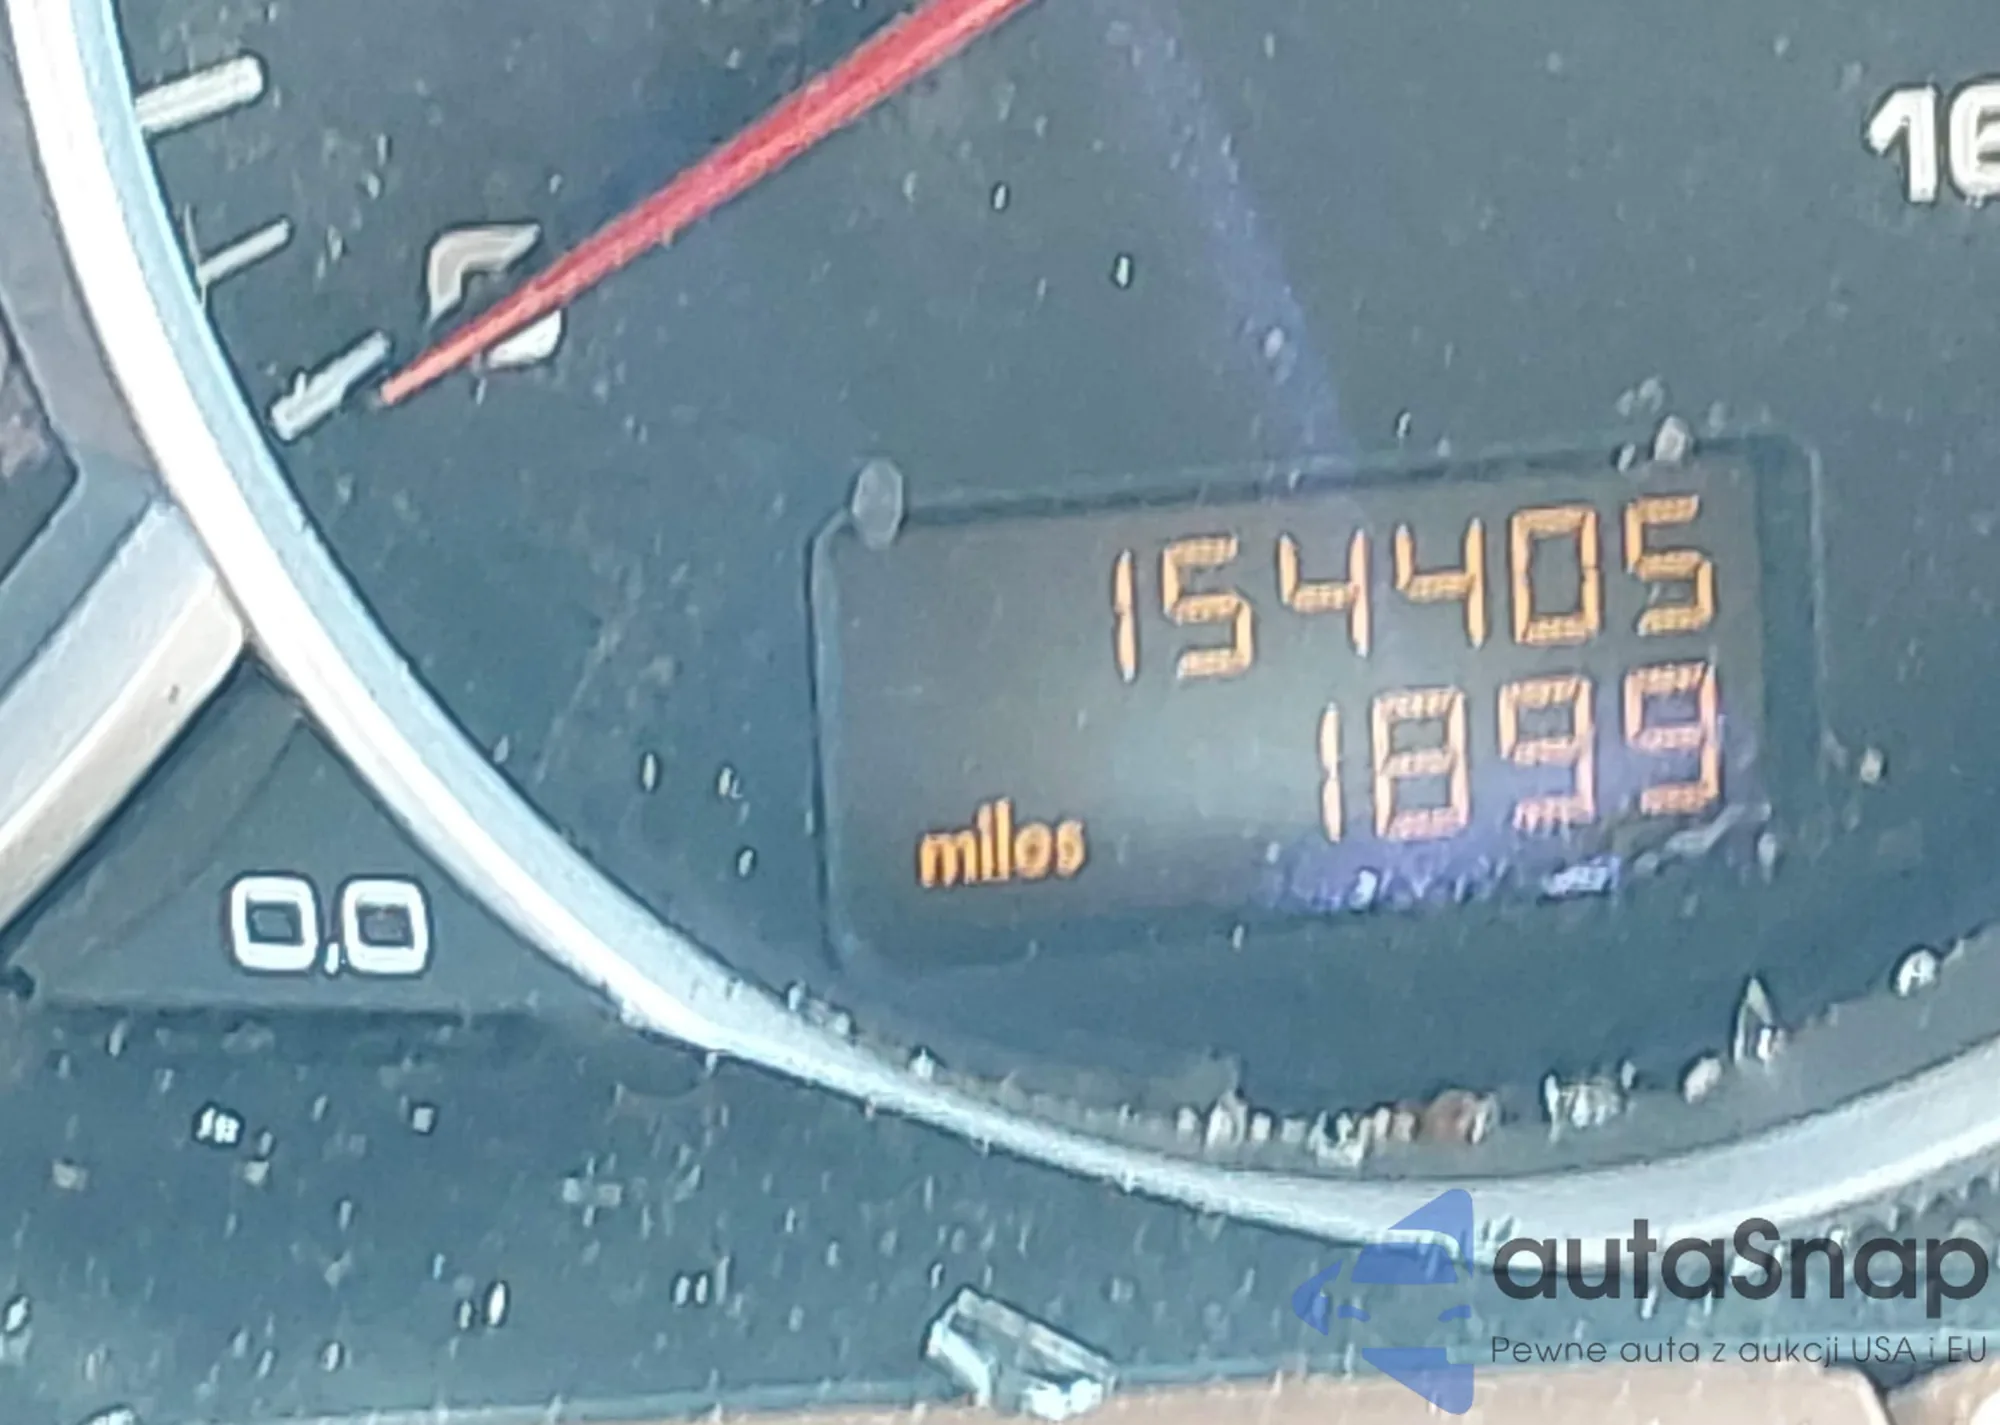 16
154405
1899
miles
0,0
autaSnap
Pewne auta z aukcji USA i EU